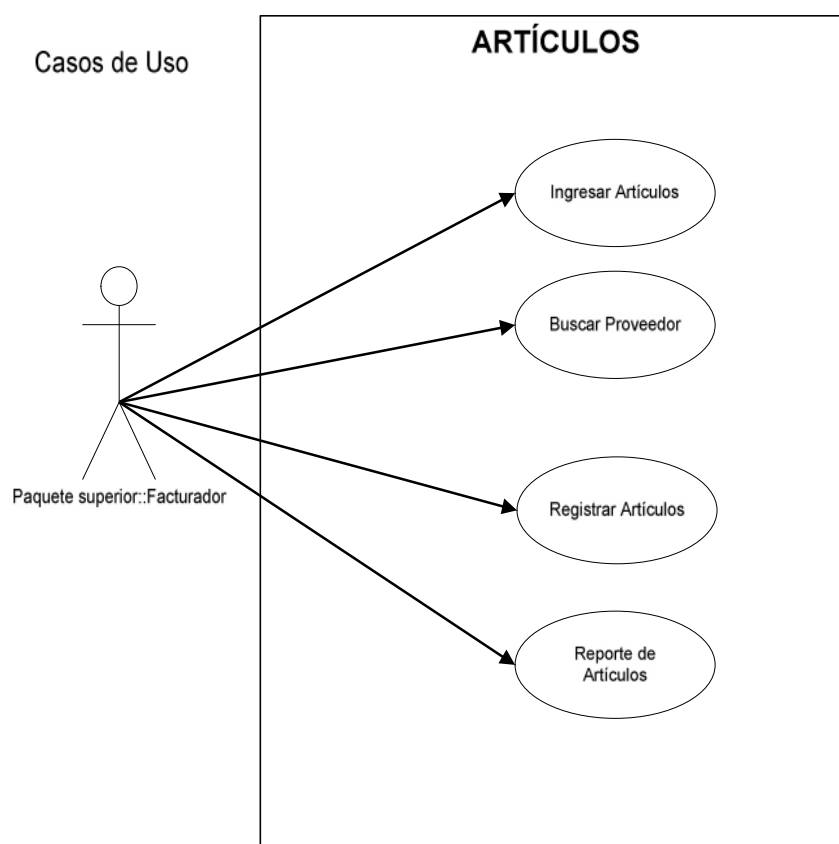 ARTÍCULOS
Casos de Uso
Ingresar Artículos
Buscar Proveedor
Paquete superior::Facturador
Registrar Artículos
Reporte de
Artículos